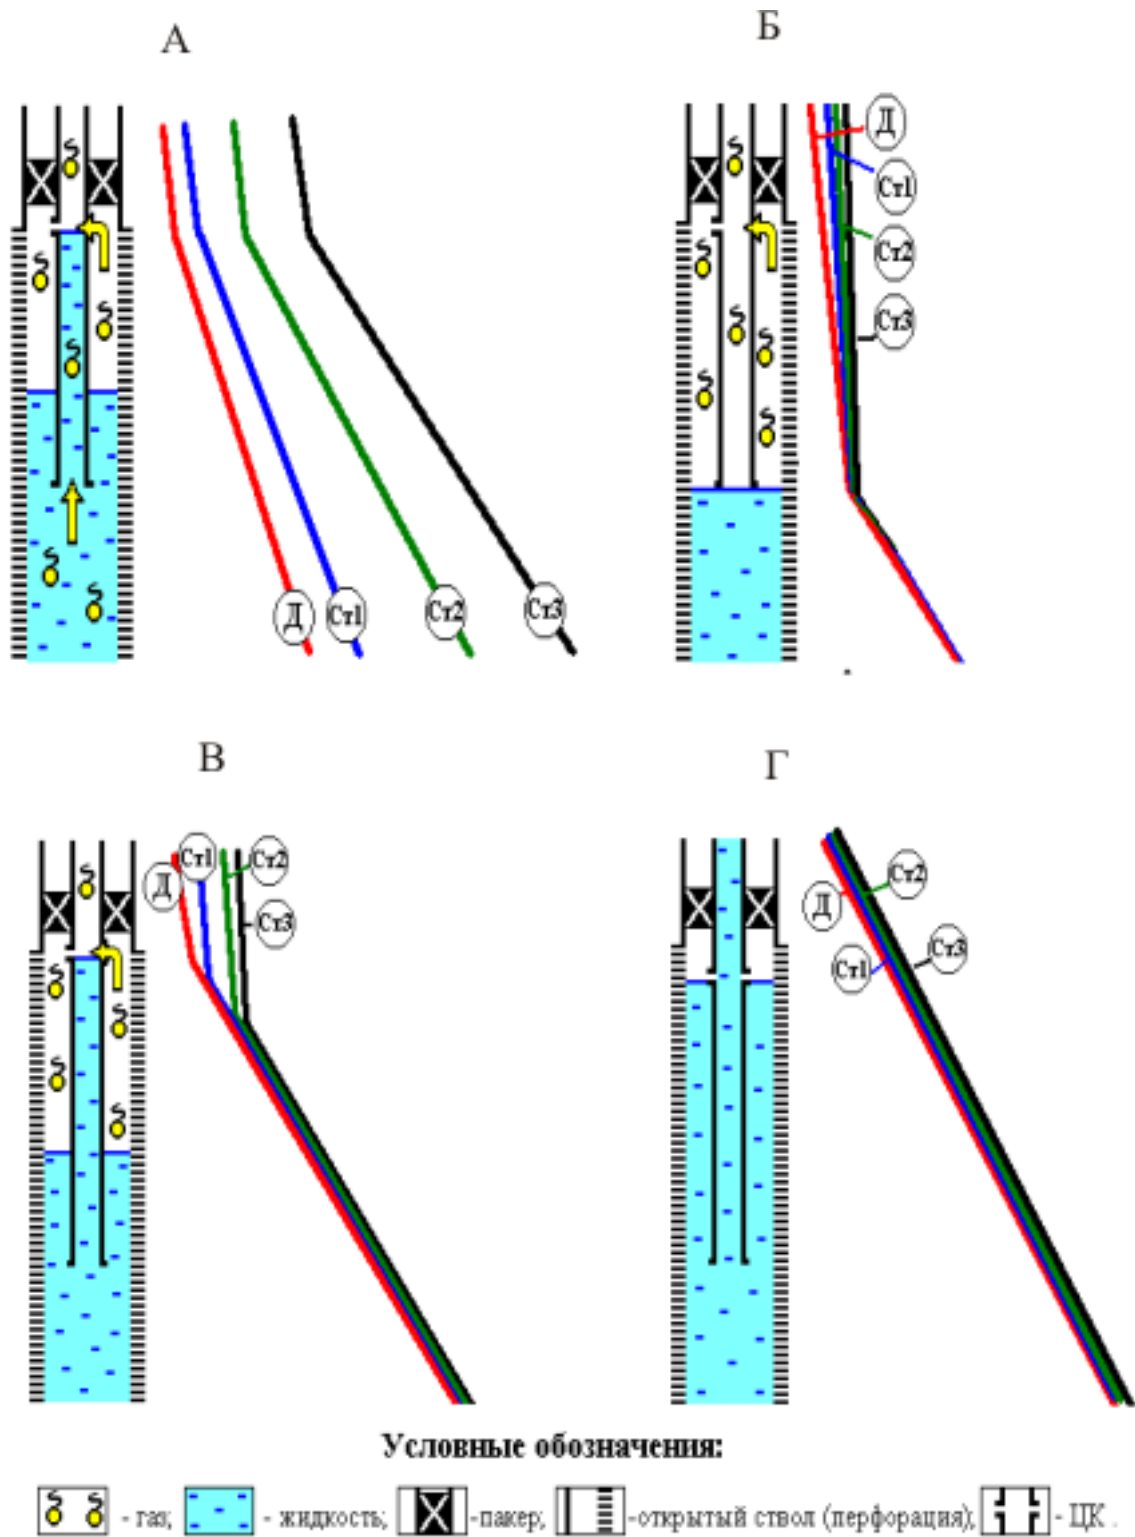 А
Б
Д
Ст1
Ст2
Ст3
Д
Ст1
Ст2
Ст3
В
Г
Ст1
Ст2
Д
Ст3
Ст2
Д
Ст3
Ст1
Условные обозначения:
- газ; - жидкость; -пакер; -открытый ствол (перфорация); - ЦК .